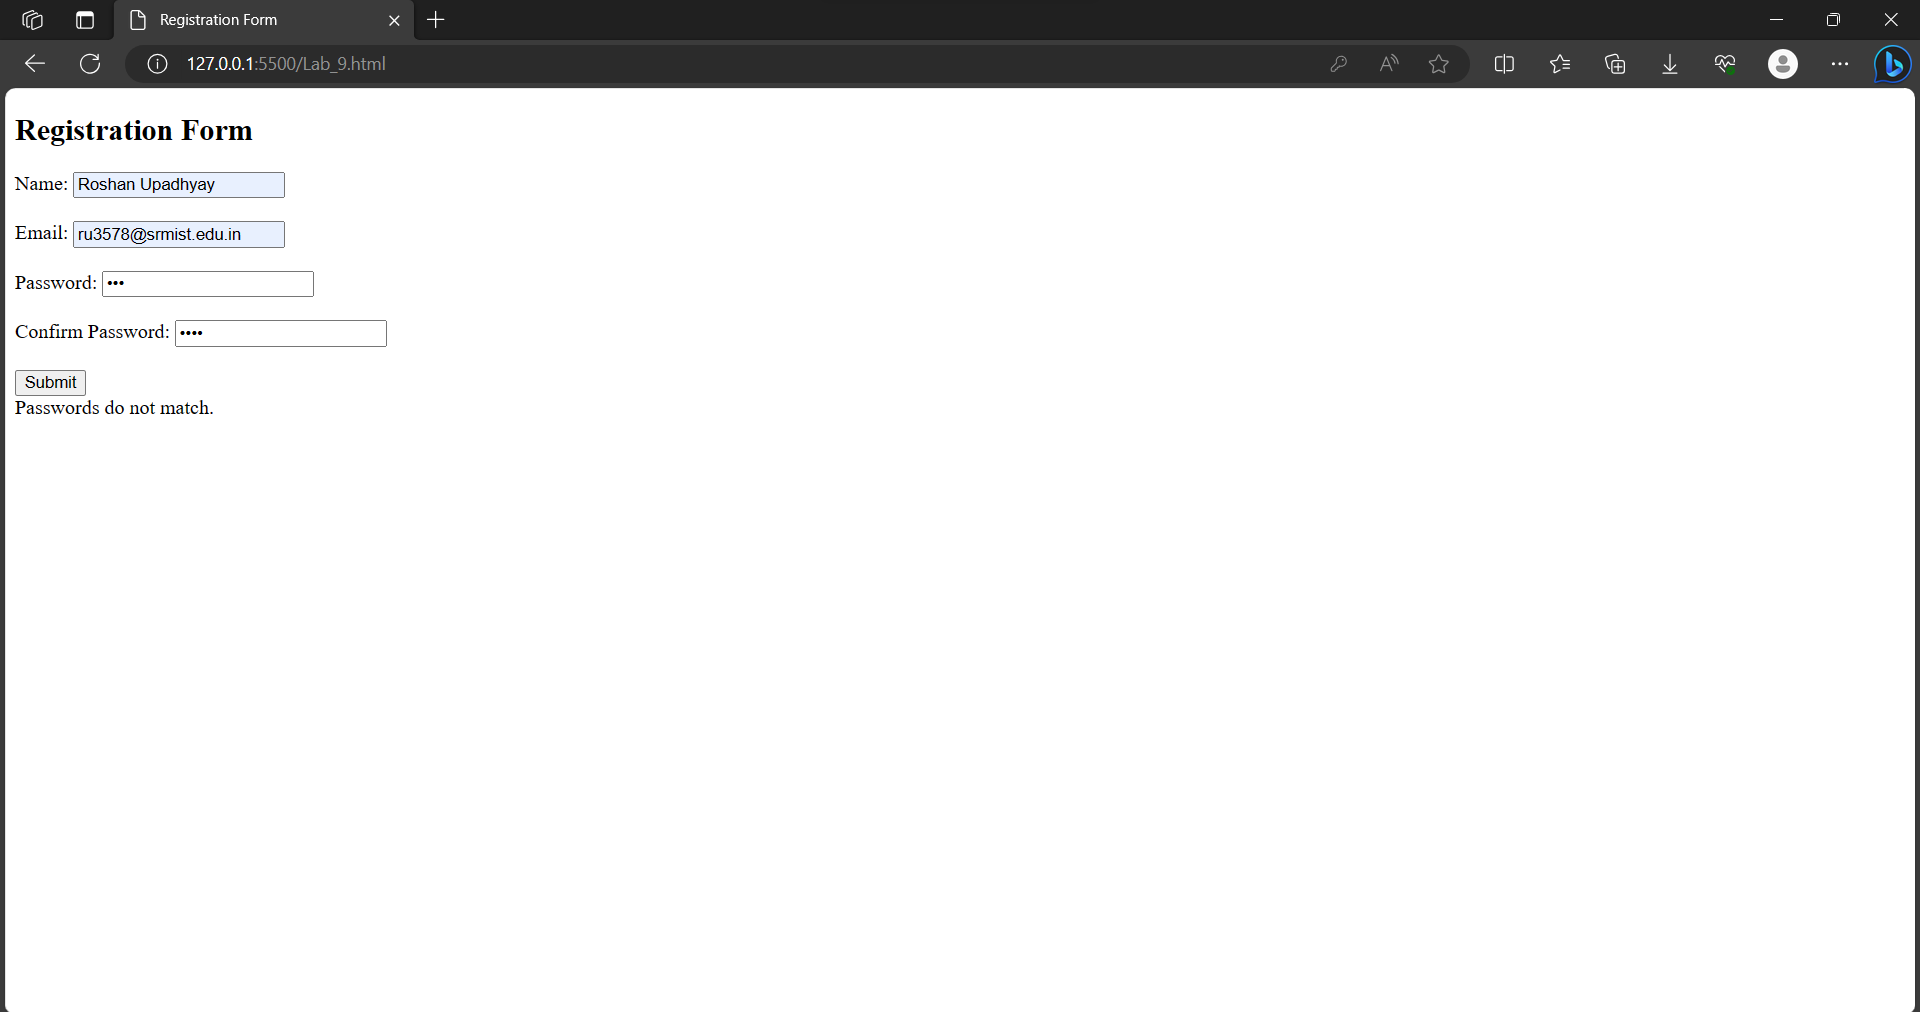 Registration Form
127.0.0.1:5500/Lab_9.html
Registration Form
Name: Roshan Upadhyay
Email: ru3578@srmist.edu.in
Password: •••
Confirm Password: ••••
Submit
Passwords do not match.